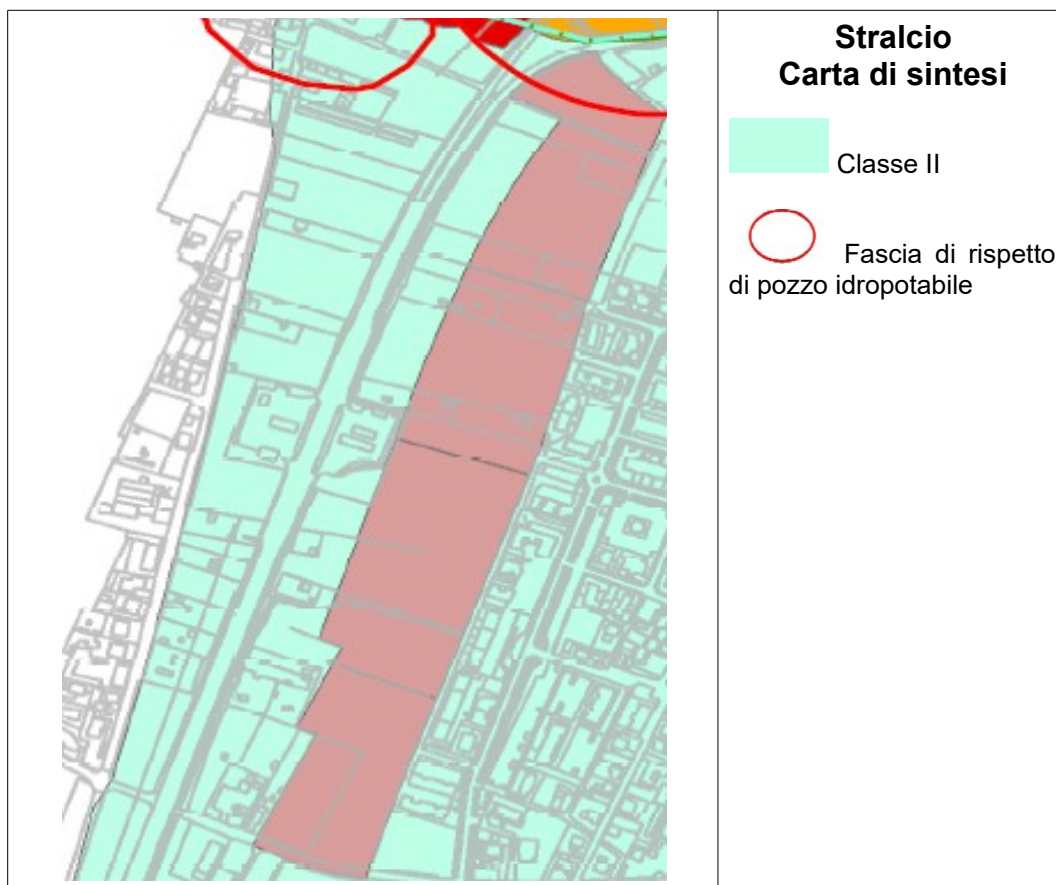 Stralcio
Carta di sintesi
Classe II
Fascia di rispetto
di pozzo idropotabile